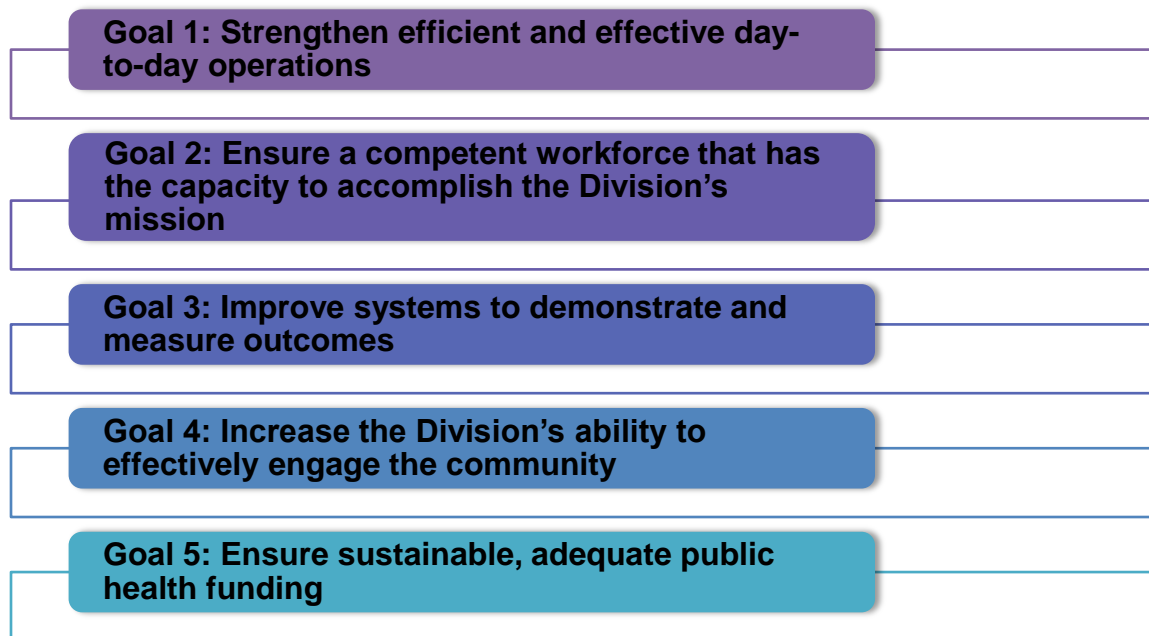 Goal 1: Strengthen efficient and effective day-
to-day operations
Goal 2: Ensure a competent workforce that has
the capacity to accomplish the Division’s
mission
Goal 3: Improve systems to demonstrate and
measure outcomes
Goal 4: Increase the Division’s ability to
effectively engage the community
Goal 5: Ensure sustainable, adequate public
health funding